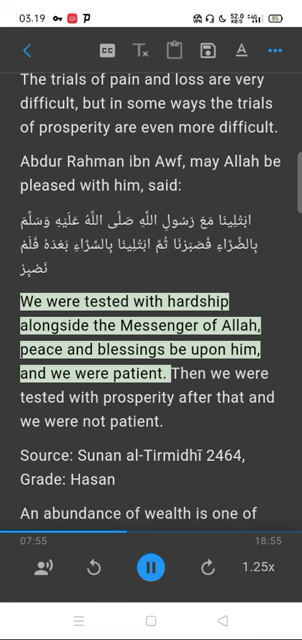 03.19
52.0
KB/S
CC
The trials of pain and loss are very
difficult, but in some ways the trials
of prosperity are even more difficult.
Abdur Rahman ibn Awf, may Allah be
pleased with him, said:
ابْتُلِينَا مَعَ رَسُولِ اللَّهِ صَلَّى اللَّهُ عَلَيْهِ وَسَلَّمَ
بِالضَّرَّاءِ فَصَبَرْنَا ثُمَّ ابْتُلِينَا بِالسَّرَّاءِ بَعْدَهُ فَلَمْ
نَصْبِرْ
We were tested with hardship
alongside the Messenger of Allah,
peace and blessings be upon him,
and we were patient. Then we were
tested with prosperity after that and
we were not patient.
Source: Sunan al-Tirmidhī 2464,
Grade: Hasan
An abundance of wealth is one of
07:55
18:55
1.25x